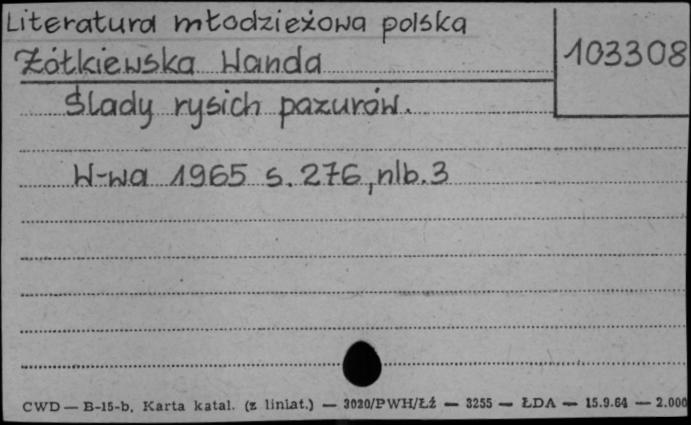 Literatura młodzieżowa polska
Żółkiewska Wanda
103308
Ślady rysich pazurów.
W-wa 1965 s. 276, nlb. 3
CWD — B-15-b. Karta katal. (z liniat.) — 3020/PWH/Łż — 3255 — ŁDA — 15.9.64 — 2.000